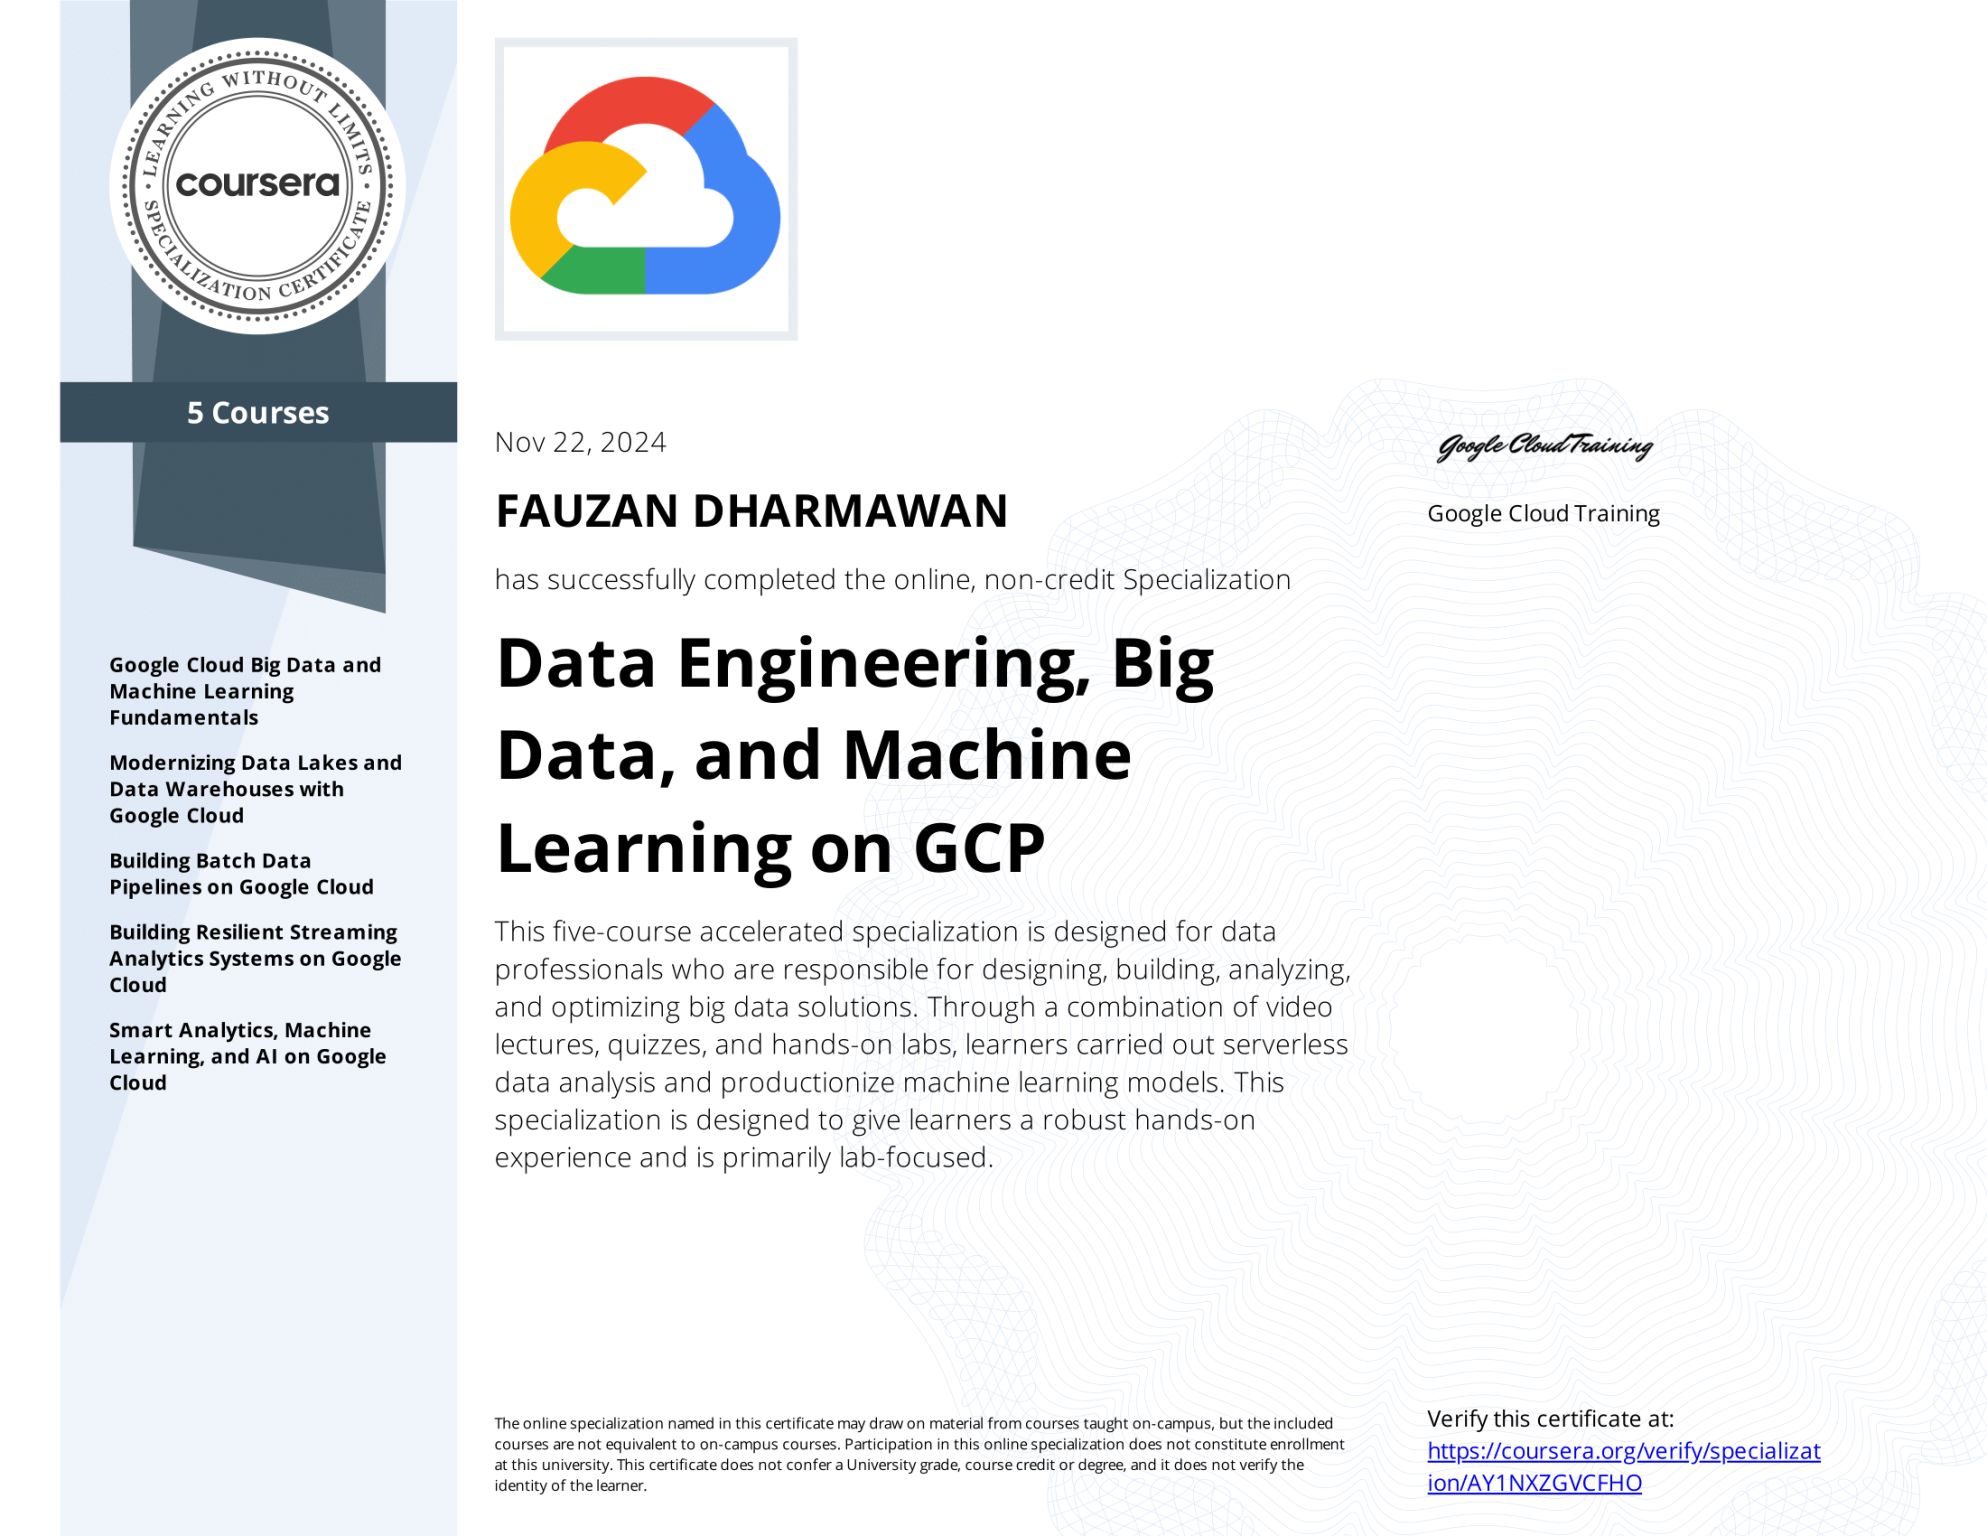 LEARNING WITHOUT LIMITS
coursera
SPECIALIZATION CERTIFICATE
5 Courses
Google Cloud Big Data and
Machine Learning
Fundamentals
Modernizing Data Lakes and
Data Warehouses with
Google Cloud
Building Batch Data
Pipelines on Google Cloud
Building Resilient Streaming
Analytics Systems on Google
Cloud
Smart Analytics, Machine
Learning, and AI on Google
Cloud
Nov 22, 2024
FAUZAN DHARMAWAN
has successfully completed the online, non-credit Specialization
Data Engineering, Big
Data, and Machine
Learning on GCP
This five-course accelerated specialization is designed for data
professionals who are responsible for designing, building, analyzing,
and optimizing big data solutions. Through a combination of video
lectures, quizzes, and hands-on labs, learners carried out serverless
data analysis and productionize machine learning models. This
specialization is designed to give learners a robust hands-on
experience and is primarily lab-focused.
Google Cloud Training
Google Cloud Training
The online specialization named in this certificate may draw on material from courses taught on-campus, but the included
courses are not equivalent to on-campus courses. Participation in this online specialization does not constitute enrollment
at this university. This certificate does not confer a University grade, course credit or degree, and it does not verify the
identity of the learner.
Verify this certificate at:
https://coursera.org/verify/specializat
ion/AY1NXZGVCFHO